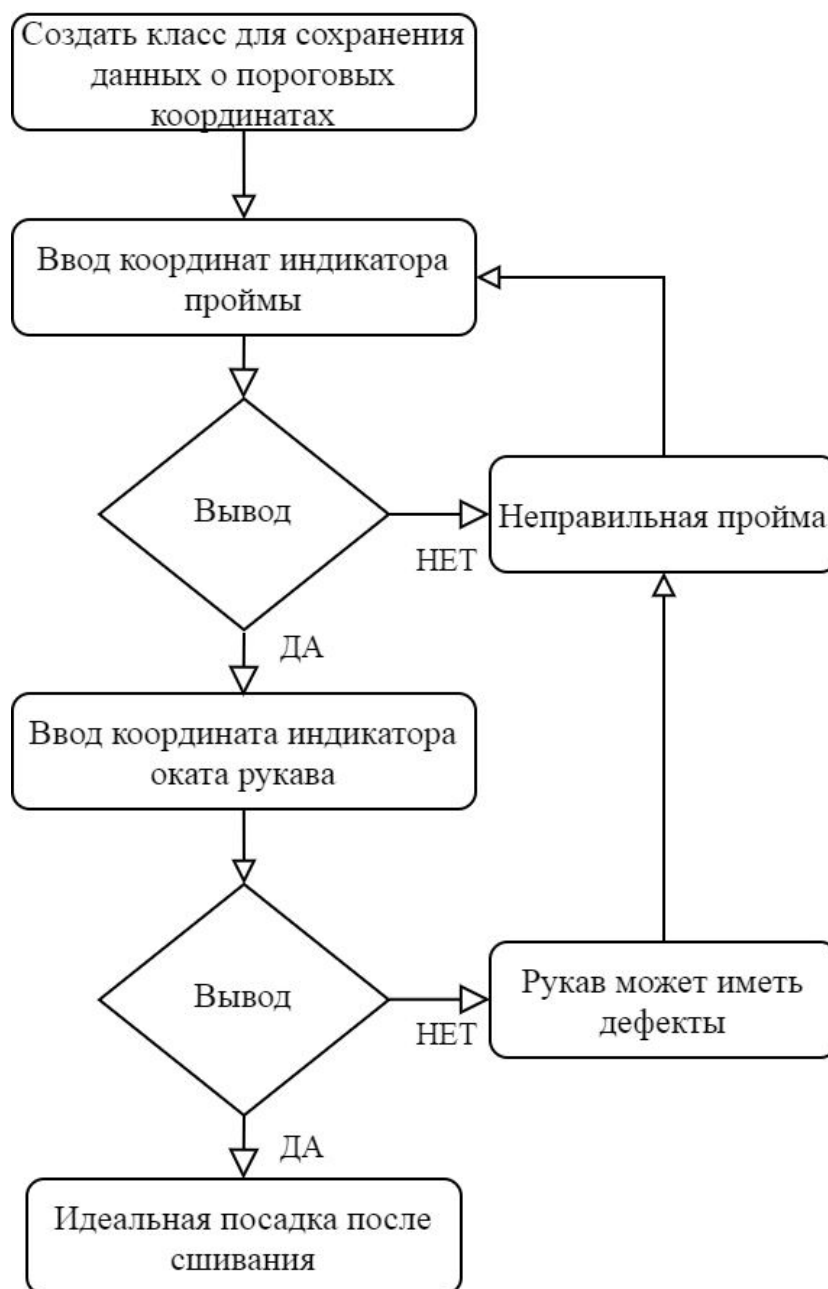 Создать класс для сохранения
данных о пороговых
координатах
Ввод координат индикатора
проймы
Вывод
НЕТ
Неправильная пройма
ДА
Ввод координата индикатора
оката рукава
Вывод
НЕТ
Рукав может иметь
дефекты
ДА
Идеальная посадка после
сшивания